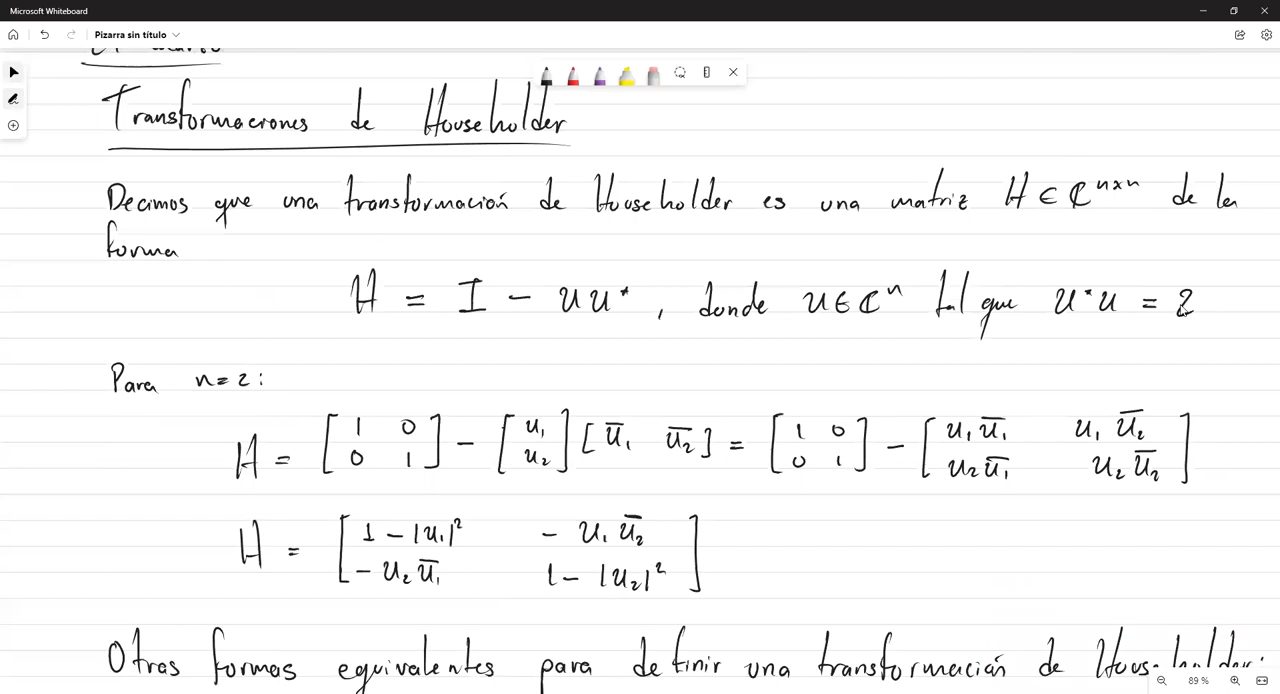 Microsoft Whiteboard
Pizarra sin título
Transformaciones de Householder
Decimos que una transformación de Householder es una matriz H ∈ ℂⁿˣⁿ de la
forma
H = I - uu*, donde u ∈ ℂⁿ tal que u*u = 2
Para n=2:
H = [1 0; 0 1] - [u₁; u₂] [ū₁ ū₂] = [1 0; 0 1] - [u₁ū₁ u₁ū₂; u₂ū₁ u₂ū₂]
H = [1 - |u₁|² - u₁ū₂; - u₂ū₁ 1 - |u₂|²]
Otras formas equivalentes para definir una transformación de Householder:
89 %